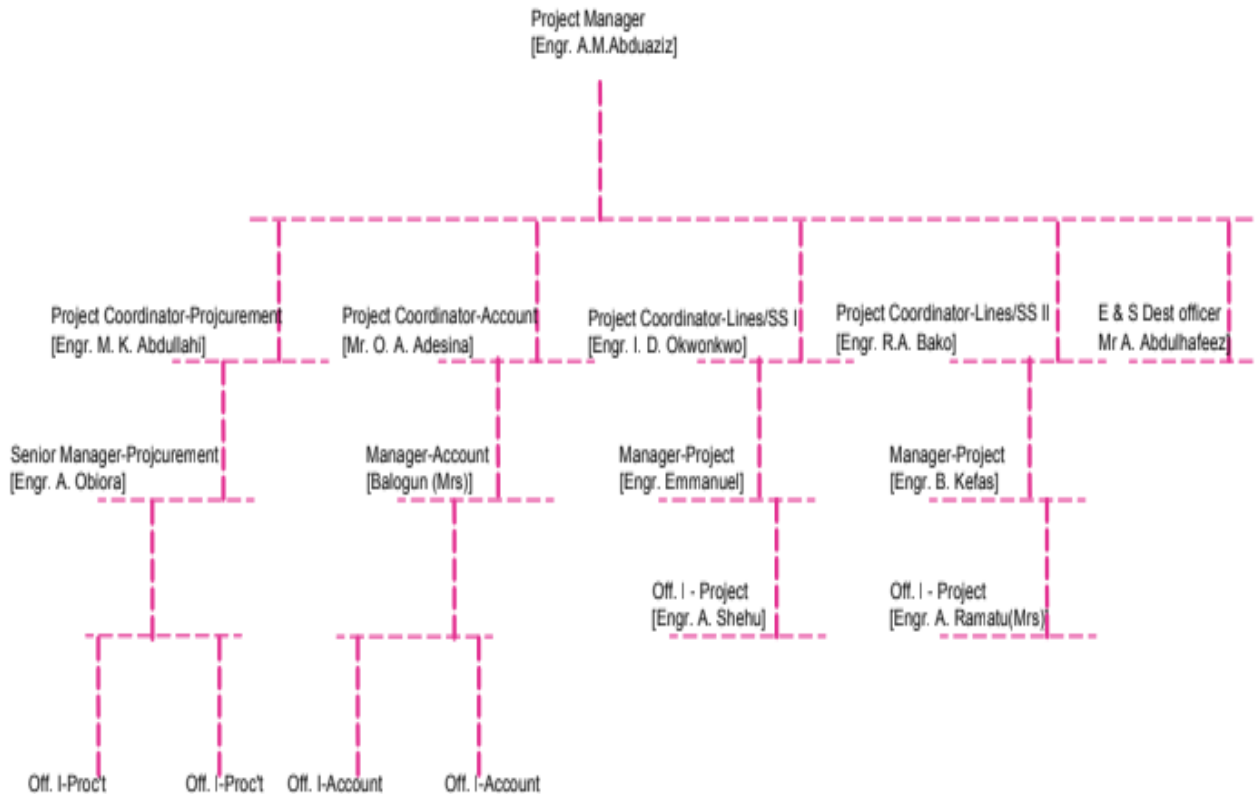 Project Manager
[Engr. A.M.Abduaziz]
Project Coordinator-Projcurement
[Engr. M. K. Abdullahi]
Project Coordinator-Account
[Mr. O. A. Adesina]
Project Coordinator-Lines/SS I
[Engr. I. D. Okwonkwo]
Project Coordinator-Lines/SS II
[Engr. R.A. Bako]
E & S Dest officer
Mr A. Abdulhafeez]
Senior Manager-Projcurement
[Engr. A. Obiora]
Manager-Account
[Balogun (Mrs)]
Manager-Project
[Engr. Emmanuel]
Manager-Project
[Engr. B. Kefas]
Off. I - Project
[Engr. A. Shehu]
Off. I - Project
[Engr. A. Ramatu(Mrs)]
Off. I-Proc't
Off. I-Proc't
Off. I-Account
Off. I-Account